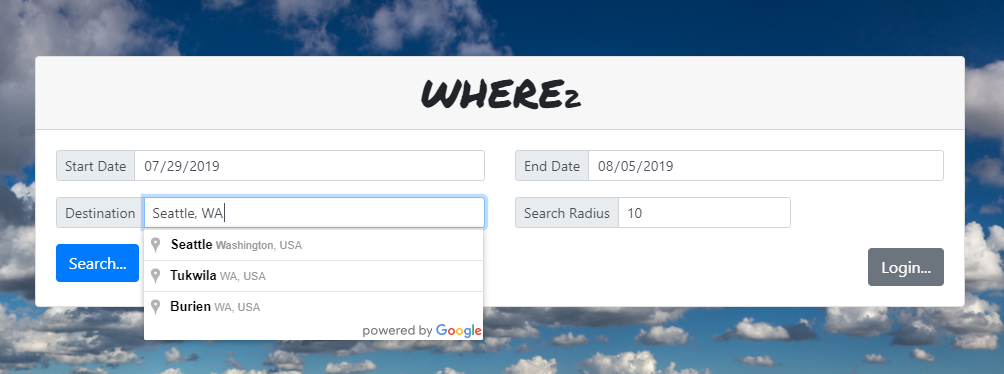 WHERE2
Start Date 07/29/2019 End Date 08/05/2019
Destination Seattle, WA Search Radius 10
Seattle Washington, USA
Search... Login...
Tukwila WA, USA
Burien WA, USA
powered by Google